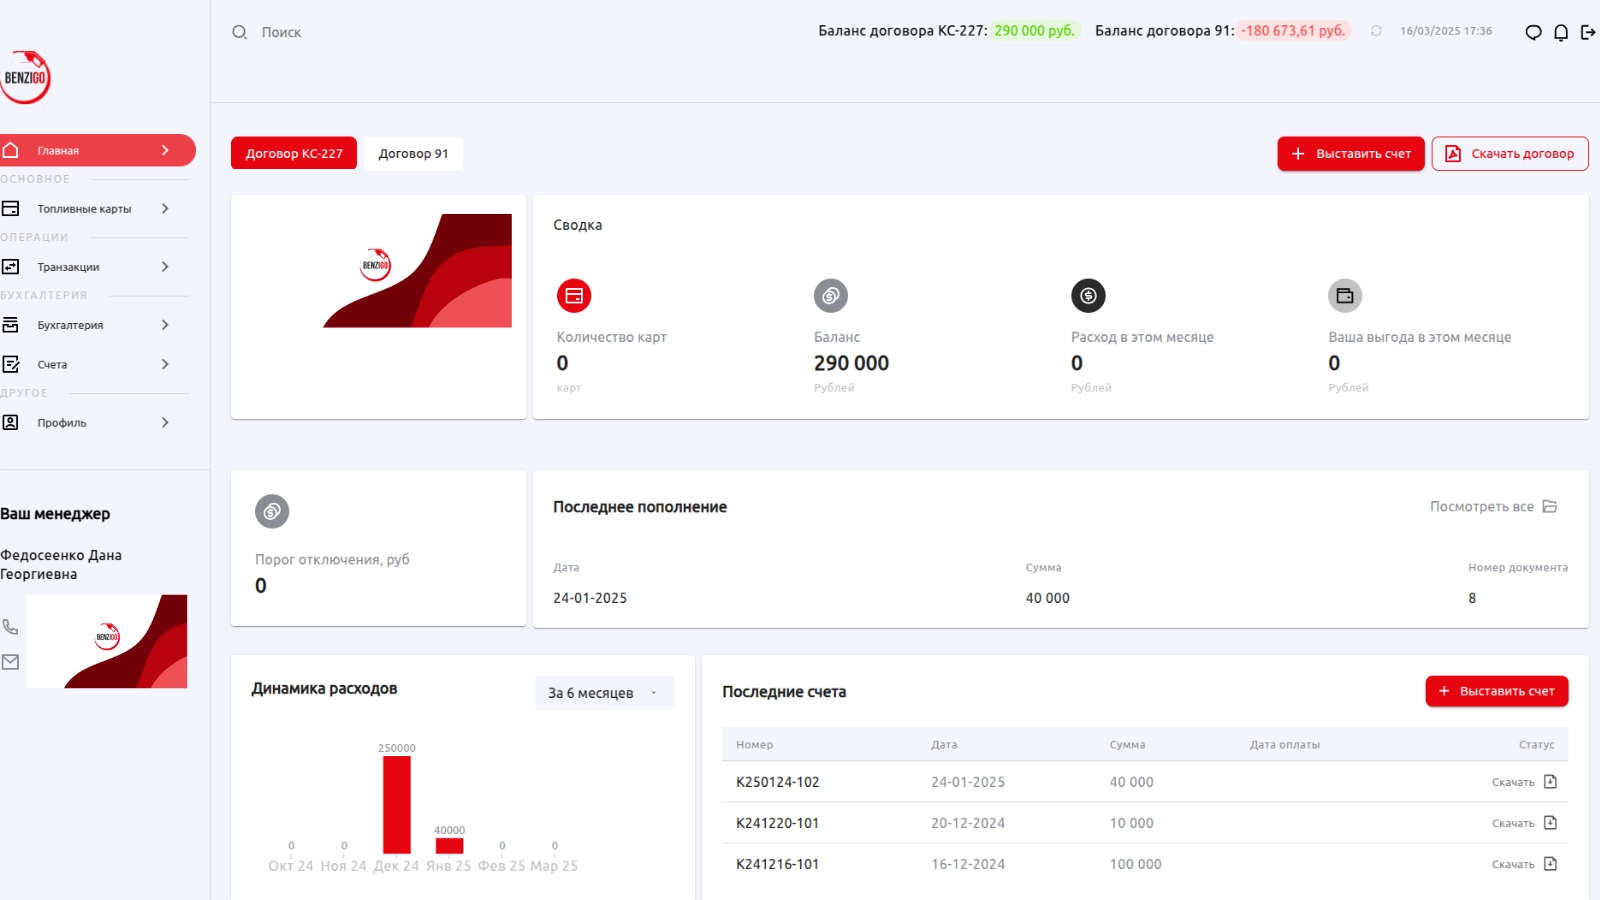 Поиск
Баланс договора КС-227: 290 000 руб. Баланс договора 91: -180 673,61 руб. 16/03/2025 17:36
BENZIGO
Главная
ОСНОВНОЕ
Топливные карты
ОПЕРАЦИИ
Транзакции
БУХГАЛТЕРИЯ
Бухгалтерия
Счета
ДРУГОЕ
Профиль
Ваш менеджер
Федосеенко Дана
Георгиевна
BENZIGO
Договор КС-227 Договор 91
Выставить счет Скачать договор
BENZIGO
Сводка
Количество карт
0
карт
Баланс
290 000
Рублей
Расход в этом месяце
0
Рублей
Ваша выгода в этом месяце
0
Рублей
Порог отключения, руб
0
Последнее пополнение
Посмотреть все
Дата Сумма Номер документа
24-01-2025 40 000 8
Динамика расходов
За 6 месяцев
250000
40000
0 0 0 0
Окт 24 Ноя 24 Дек 24 Янв 25 Фев 25 Мар 25
Последние счета
Выставить счет
Номер Дата Сумма Дата оплаты Статус
К250124-102 24-01-2025 40 000 Скачать
К241220-101 20-12-2024 10 000 Скачать
К241216-101 16-12-2024 100 000 Скачать